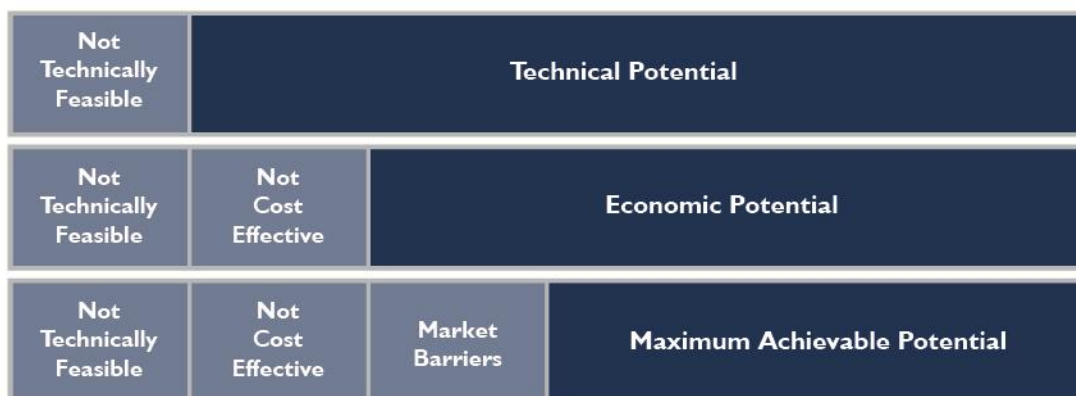 Not
Technically
Feasible
Technical Potential
Not
Technically
Feasible
Not
Cost
Effective
Economic Potential
Not
Technically
Feasible
Not
Cost
Effective
Market
Barriers
Maximum Achievable Potential